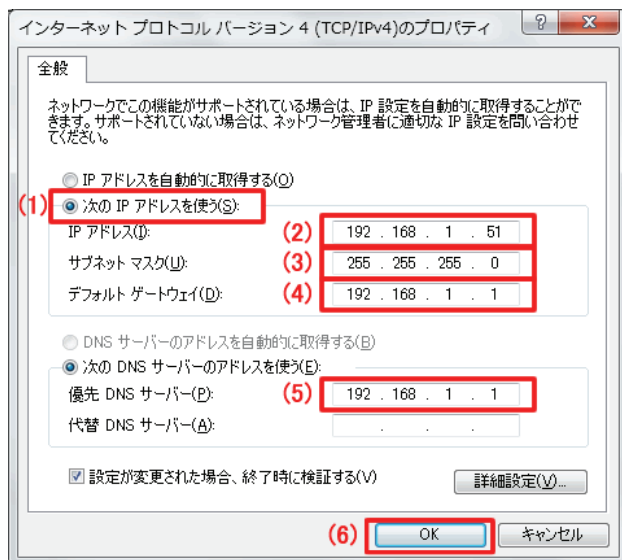 インターネット プロトコル バージョン 4 (TCP/IPv4)のプロパティ
全般
ネットワークでこの機能がサポートされている場合は、IP 設定を自動的に取得することがで
きます。サポートされていない場合は、ネットワーク管理者に適切な IP 設定を問い合わせ
てください。
IP アドレスを自動的に取得する(O)
(1) 次の IP アドレスを使う(S):
IP アドレス(I): (2) 192 . 168 . 1 . 51
サブネット マスク(U): (3) 255 . 255 . 255 . 0
デフォルト ゲートウェイ(D): (4) 192 . 168 . 1 . 1
DNS サーバーのアドレスを自動的に取得する(B)
次の DNS サーバーのアドレスを使う(E):
優先 DNS サーバー(P): (5) 192 . 168 . 1 . 1
代替 DNS サーバー(A): . . .
設定が変更された場合、終了時に検証する(V) 詳細設定(V)...
(6) OK キャンセル